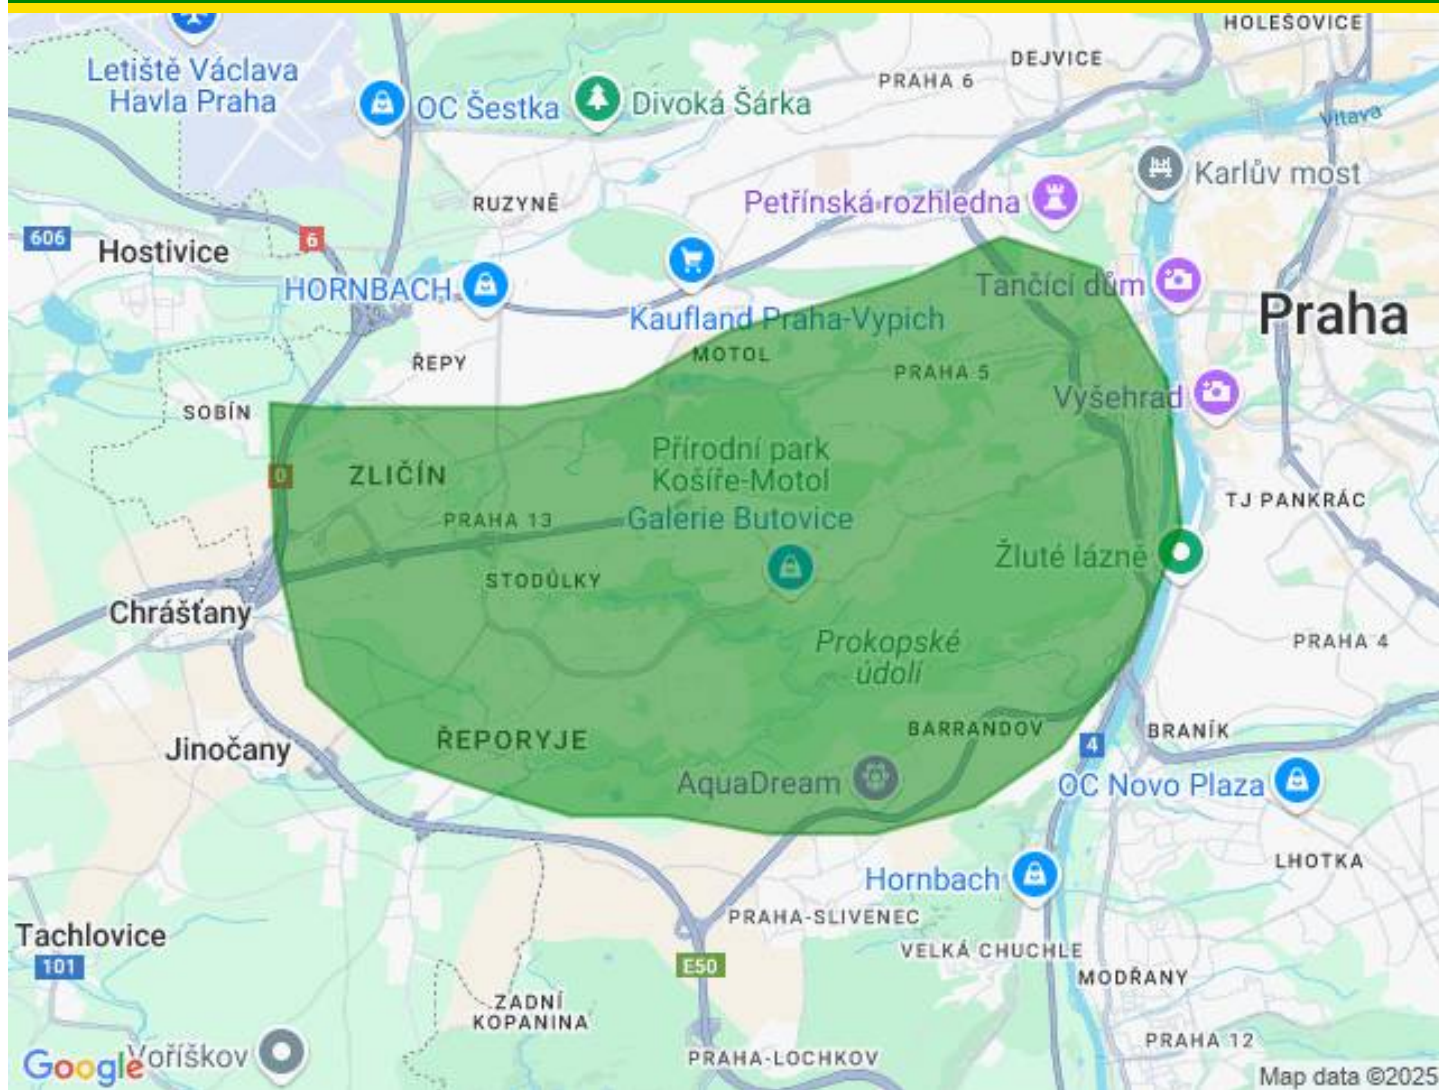 HOLEŠOVICE
DEJVICE
Letiště Václava
Havla Praha
PRAHA 6
OC Šestka
Divoká Šárka
Vltava
Karlův most
RUZYNĚ
Petřínská rozhledna
606
6
Hostivice
HORNBACH
Tančící dům
Kaufland Praha-Vypich
Praha
MOTOL
ŘEPY
PRAHA 5
SOBÍN
Vyšehrad
Přírodní park
Košíře-Motol
0
ZLIČÍN
TJ PANKRÁC
PRAHA 13
Galerie Butovice
Žluté lázně
STODŮLKY
Chrášťany
Prokopské
údolí
PRAHA 4
BARRANDOV
BRANÍK
ŘEPORYJE
4
Jinočany
AquaDream
OC Novo Plaza
LHOTKA
Hornbach
PRAHA-SLIVENEC
Tachlovice
VELKÁ CHUCHLE
101
E50
MODŘANY
ZADNÍ
KOPANINA
PRAHA 12
Google
Voříškov
PRAHA-LOCHKOV
Map data ©2025